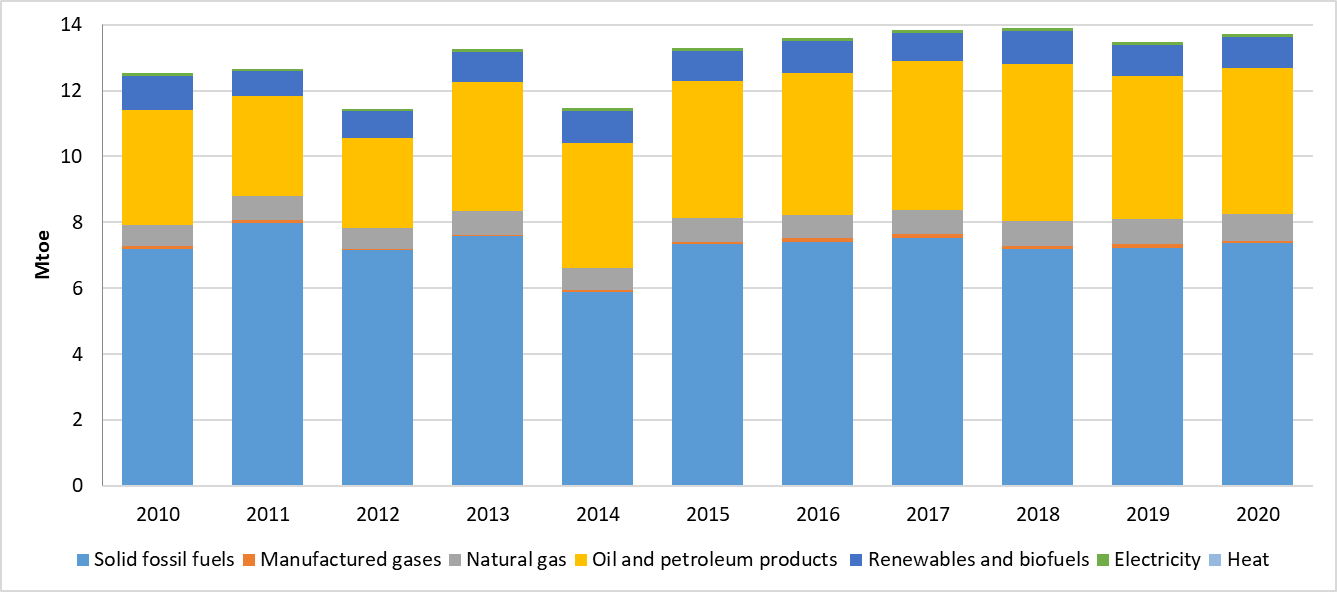 14
12
10
8
6
4
2
0
Mtoe
2010 2011 2012 2013 2014 2015 2016 2017 2018 2019 2020
Solid fossil fuels Manufactured gases Natural gas Oil and petroleum products Renewables and biofuels Electricity Heat